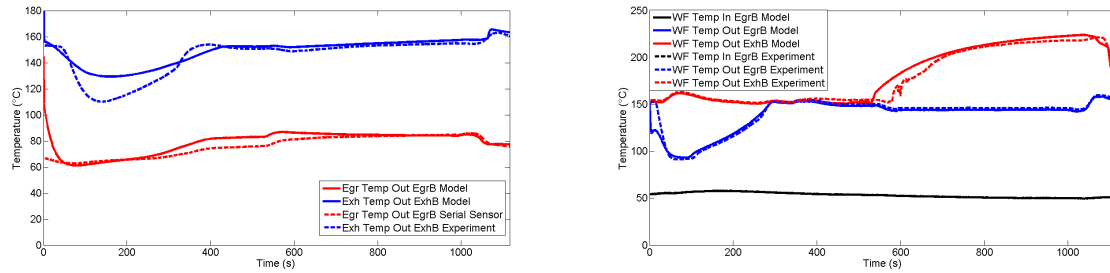 180
160
140
120
100
80
60
40
20
0
Temperature (°C)
0
200
400
600
800
1000
Time (s)
Egr Temp Out EgrB Model
Exh Temp Out ExhB Model
Egr Temp Out EgrB Serial Sensor
Exh Temp Out ExhB Experiment
250
200
150
100
50
0
Temperature (°C)
0
200
400
600
800
1000
Time (s)
WF Temp In EgrB Model
WF Temp Out EgrB Model
WF Temp Out ExhB Model
WF Temp In EgrB Experiment
WF Temp Out EgrB Experiment
WF Temp Out ExhB Experiment